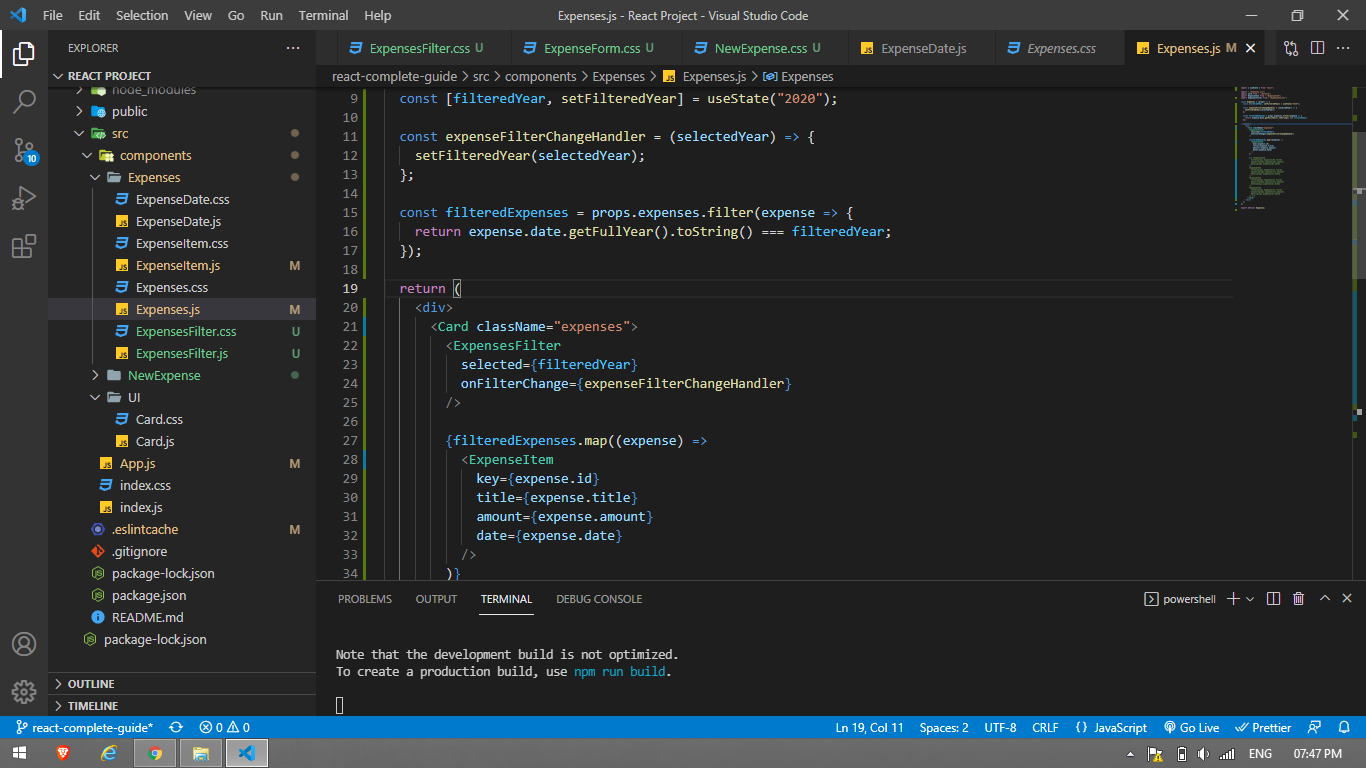 File Edit Selection View Go Run Terminal Help Expenses.js - React Project - Visual Studio Code
EXPLORER
REACT PROJECT
node_modules
public
src
components
Expenses
ExpenseDate.css
ExpenseDate.js
ExpenseItem.css
ExpenseItem.js M
Expenses.css
Expenses.js M
ExpensesFilter.css U
ExpensesFilter.js U
NewExpense
UI
Card.css
Card.js
App.js M
index.css
index.js
.eslintcache M
.gitignore
package-lock.json
package.json
README.md
package-lock.json
OUTLINE
TIMELINE
10
ExpensesFilter.css U ExpenseForm.css U NewExpense.css U ExpenseDate.js Expenses.css Expenses.js M
react-complete-guide > src > components > Expenses > Expenses.js > Expenses
9 const [filteredYear, setFilteredYear] = useState("2020");
10
11 const expenseFilterChangeHandler = (selectedYear) => {
12 setFilteredYear(selectedYear);
13 };
14
15 const filteredExpenses = props.expenses.filter(expense => {
16 return expense.date.getFullYear().toString() === filteredYear;
17 });
18
19 return (
20 <div>
21 <Card className="expenses">
22 <ExpensesFilter
23 selected={filteredYear}
24 onFilterChange={expenseFilterChangeHandler}
25 />
26
27 {filteredExpenses.map((expense) =>
28 <ExpenseItem
29 key={expense.id}
30 title={expense.title}
31 amount={expense.amount}
32 date={expense.date}
33 />
34 )}
PROBLEMS OUTPUT TERMINAL DEBUG CONSOLE powershell
Note that the development build is not optimized.
To create a production build, use npm run build.
react-complete-guide* 0 0 Ln 19, Col 11 Spaces: 2 UTF-8 CRLF {} JavaScript Go Live Prettier
ENG 07:47 PM